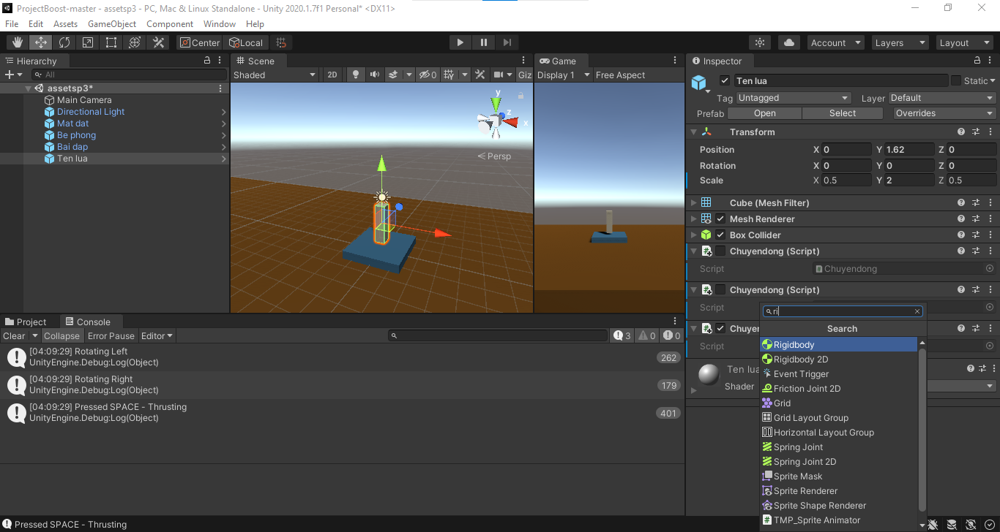 ProjectBoost-master - assetsp3 - PC, Mac & Linux Standalone - Unity 2020.1.7f1 Personal* <DX11>
File Edit Assets GameObject Component Window Help
Center Local Account Layers Layout
Hierarchy
All
assetsp3*
Main Camera
Directional Light
Mat dat
Be phong
Bai dap
Ten lua
Scene
Shaded 2D 0 Giz
y
z
x
Persp
Game
Display 1 Free Aspect
Inspector
Ten lua Static
Tag Untagged Layer Default
Prefab Open Select Overrides
Transform
Position X 0 Y 1.62 Z 0
Rotation X 0 Y 0 Z 0
Scale X 0.5 Y 2 Z 0.5
Cube (Mesh Filter)
Mesh Renderer
Box Collider
Chuyendong (Script)
Script Chuyendong
Chuyendong (Script)
Script
Chuyen
Script
Ten lua
Shader
ri
Search
Rigidbody
Rigidbody 2D
Event Trigger
Friction Joint 2D
Grid
Grid Layout Group
Horizontal Layout Group
Spring Joint
Spring Joint 2D
Sprite Mask
Sprite Renderer
Sprite Shape Renderer
TMP_Sprite Animator
Project Console
Clear Collapse Error Pause Editor 3 0 0
[04:09:29] Rotating Left
UnityEngine.Debug:Log(Object)
262
[04:09:29] Rotating Right
UnityEngine.Debug:Log(Object)
179
[04:09:29] Pressed SPACE - Thrusting
UnityEngine.Debug:Log(Object)
401
Pressed SPACE - Thrusting